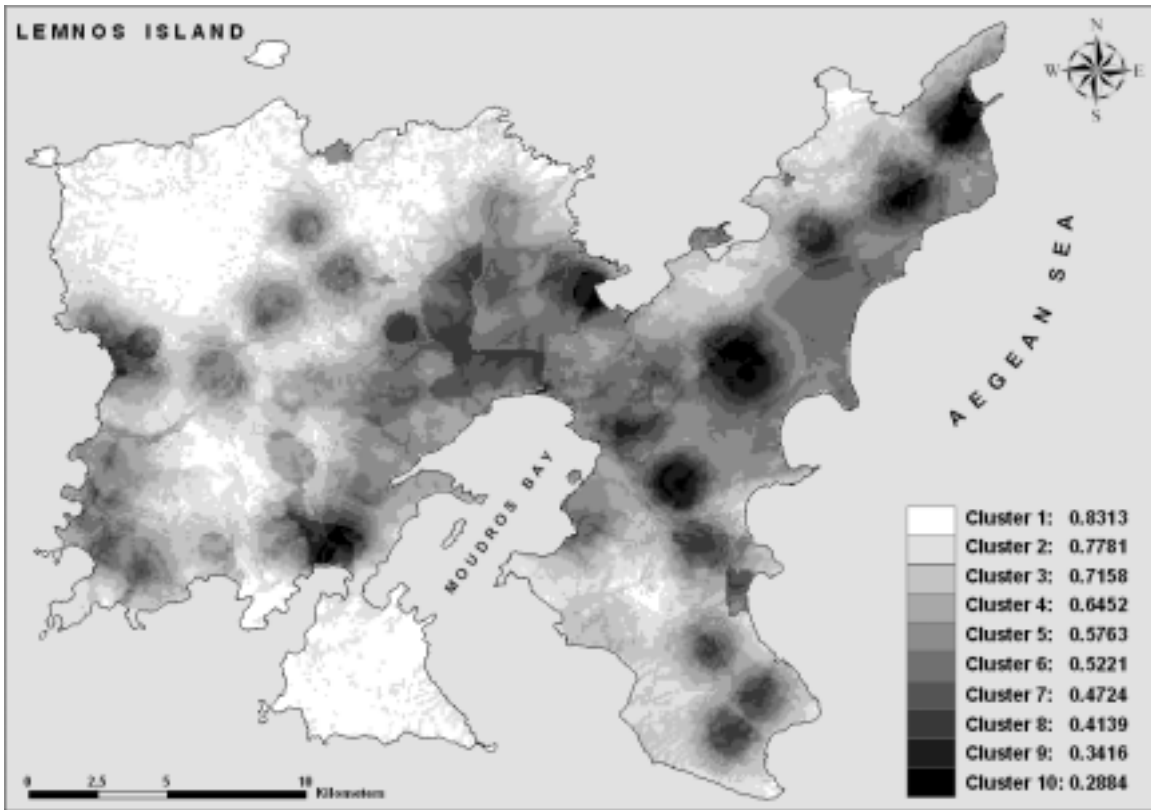 LEMNOS ISLAND
N
W E
S
AEGEAN SEA
MOUDROS BAY
Cluster 1: 0.8313
Cluster 2: 0.7781
Cluster 3: 0.7158
Cluster 4: 0.6452
Cluster 5: 0.5763
Cluster 6: 0.5221
Cluster 7: 0.4724
Cluster 8: 0.4139
Cluster 9: 0.3416
Cluster 10: 0.2884
0 2.5 5 10
Kilometers